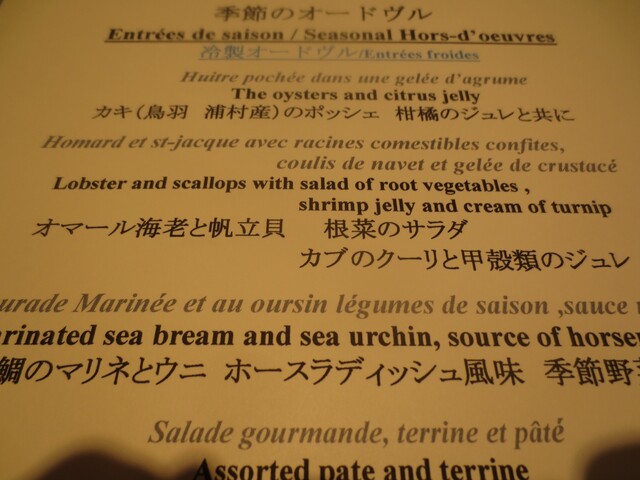 季節のオードヴル
Entrées de saison / Seasonal Hors-d'oeuvres
冷製オードヴル/Entrées froides
Huître pochée dans une gelée d'agrume
The oysters and citrus jelly
カキ（鳥羽　浦村産）のポッシェ　柑橘のジュレと共に
Homard et st-jacque avec racines comestibles confites,
coulis de navet et gelée de crustacé
Lobster and scallops with salad of root vegetables ,
shrimp jelly and cream of turnip
オマール海老と帆立貝　根菜のサラダ
カブのクーリと甲殻類のジュレ
urade Marinée et au oursin légumes de saison ,sauce
arinated sea bream and sea urchin, source of horse
鯛のマリネとウニ　ホースラディッシュ風味　季節野
Salade gourmande, terrine et pâté
Assorted pate and terrine